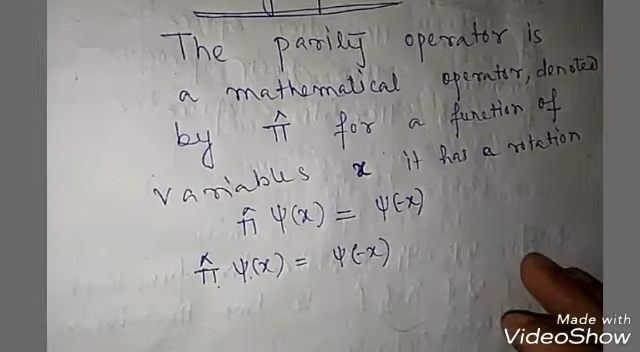 The parity operator is
a mathematical operator, denoted
by π̂ for a function of
variables x it has a rotation
π̂ ψ(x) = ψ(-x)
π̂ ψ(x) = ψ(-x)
Made with
VideoShow